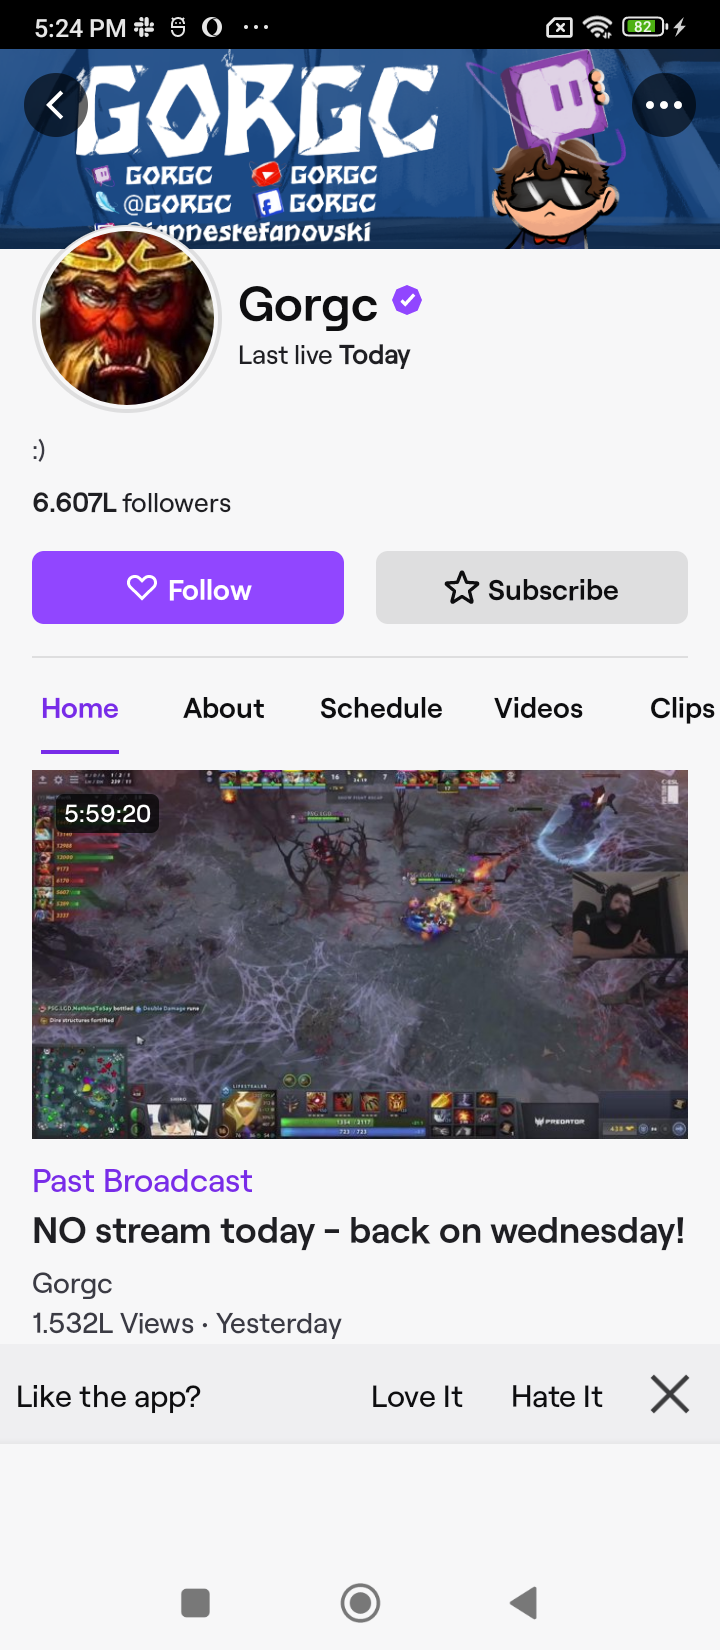 5:24 PM
82
GORGC
GORGC GORGC
@GORGC GORGC
Gorgc
Last live Today
:)
6.607L followers
Follow
Subscribe
Home About Schedule Videos Clips
5:59:20
PREDATOR
Past Broadcast
NO stream today - back on wednesday!
Gorgc
1.532L Views · Yesterday
Like the app? Love It Hate It